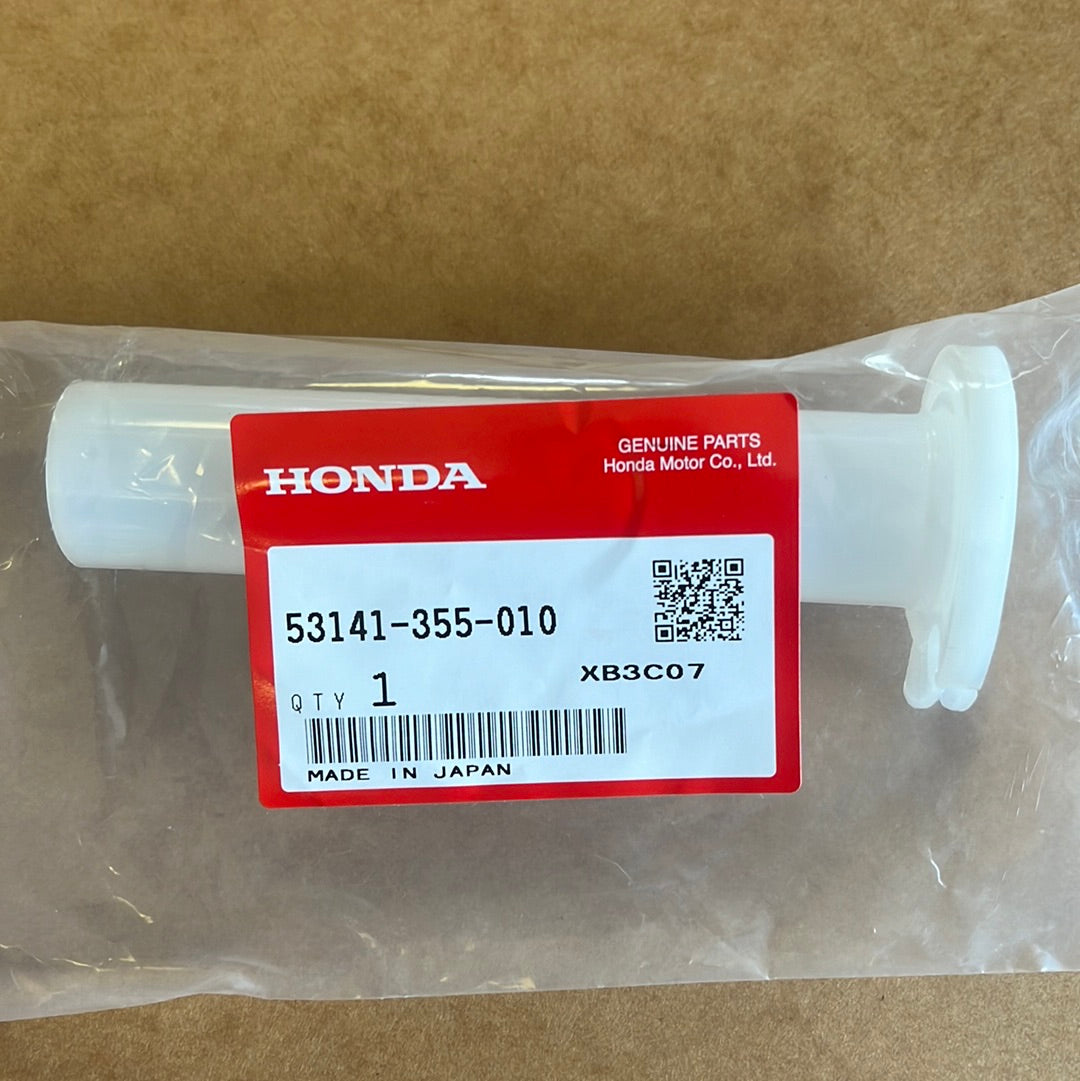 HONDA
GENUINE PARTS
Honda Motor Co., Ltd.
53141-355-010
XB3C07
QTY 1
MADE IN JAPAN